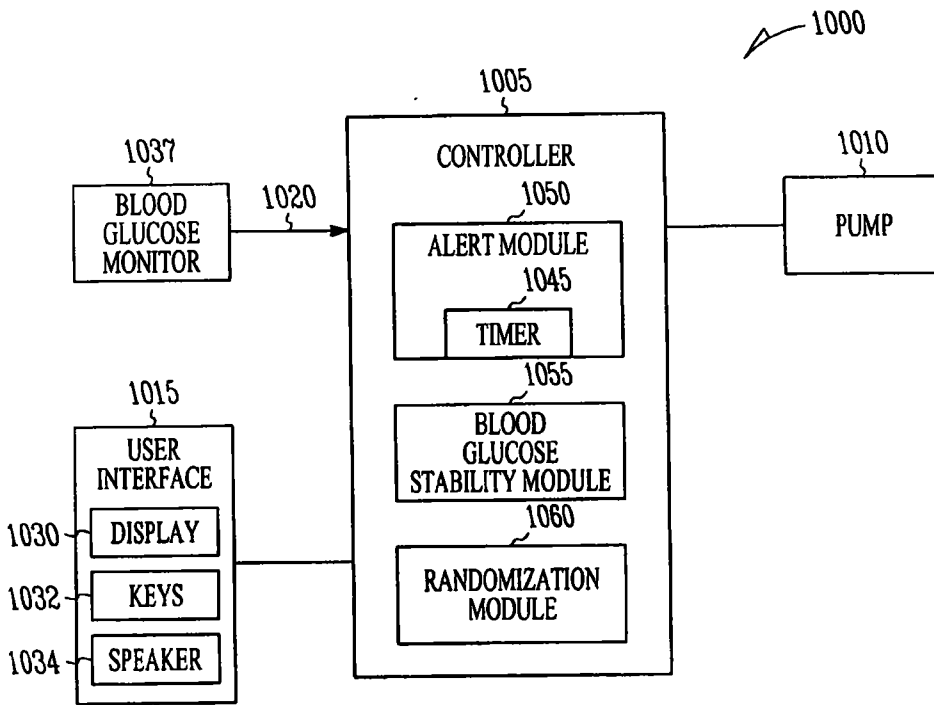 1000
1005
CONTROLLER
1037
BLOOD
GLUCOSE
MONITOR
1020
1050
ALERT MODULE
1045
TIMER
1010
PUMP
1055
BLOOD
GLUCOSE
STABILITY MODULE
1060
RANDOMIZATION
MODULE
1015
USER
INTERFACE
1030
DISPLAY
1032
KEYS
1034
SPEAKER